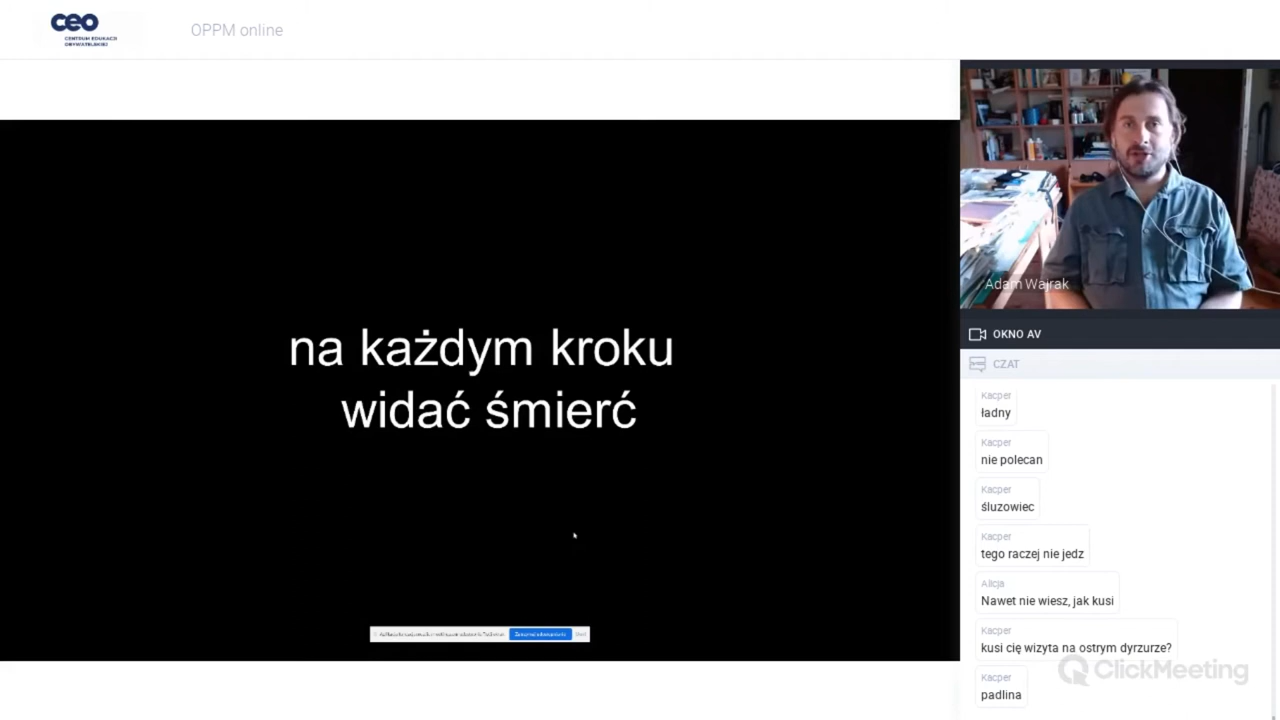 ceo
CENTRUM EDUKACJI
OBYWATELSKIEJ
OPPM online
na każdym kroku
widać śmierć
Adam Wajrak
OKNO AV
CZAT
Kacper
ładny
Kacper
nie polecan
Kacper
śluzowiec
Kacper
tego raczej nie jedz
Alicja
Nawet nie wiesz, jak kusi
Kacper
kusi cię wizyta na ostrym dyrzurze?
Kacper
padlina
ClickMeeting